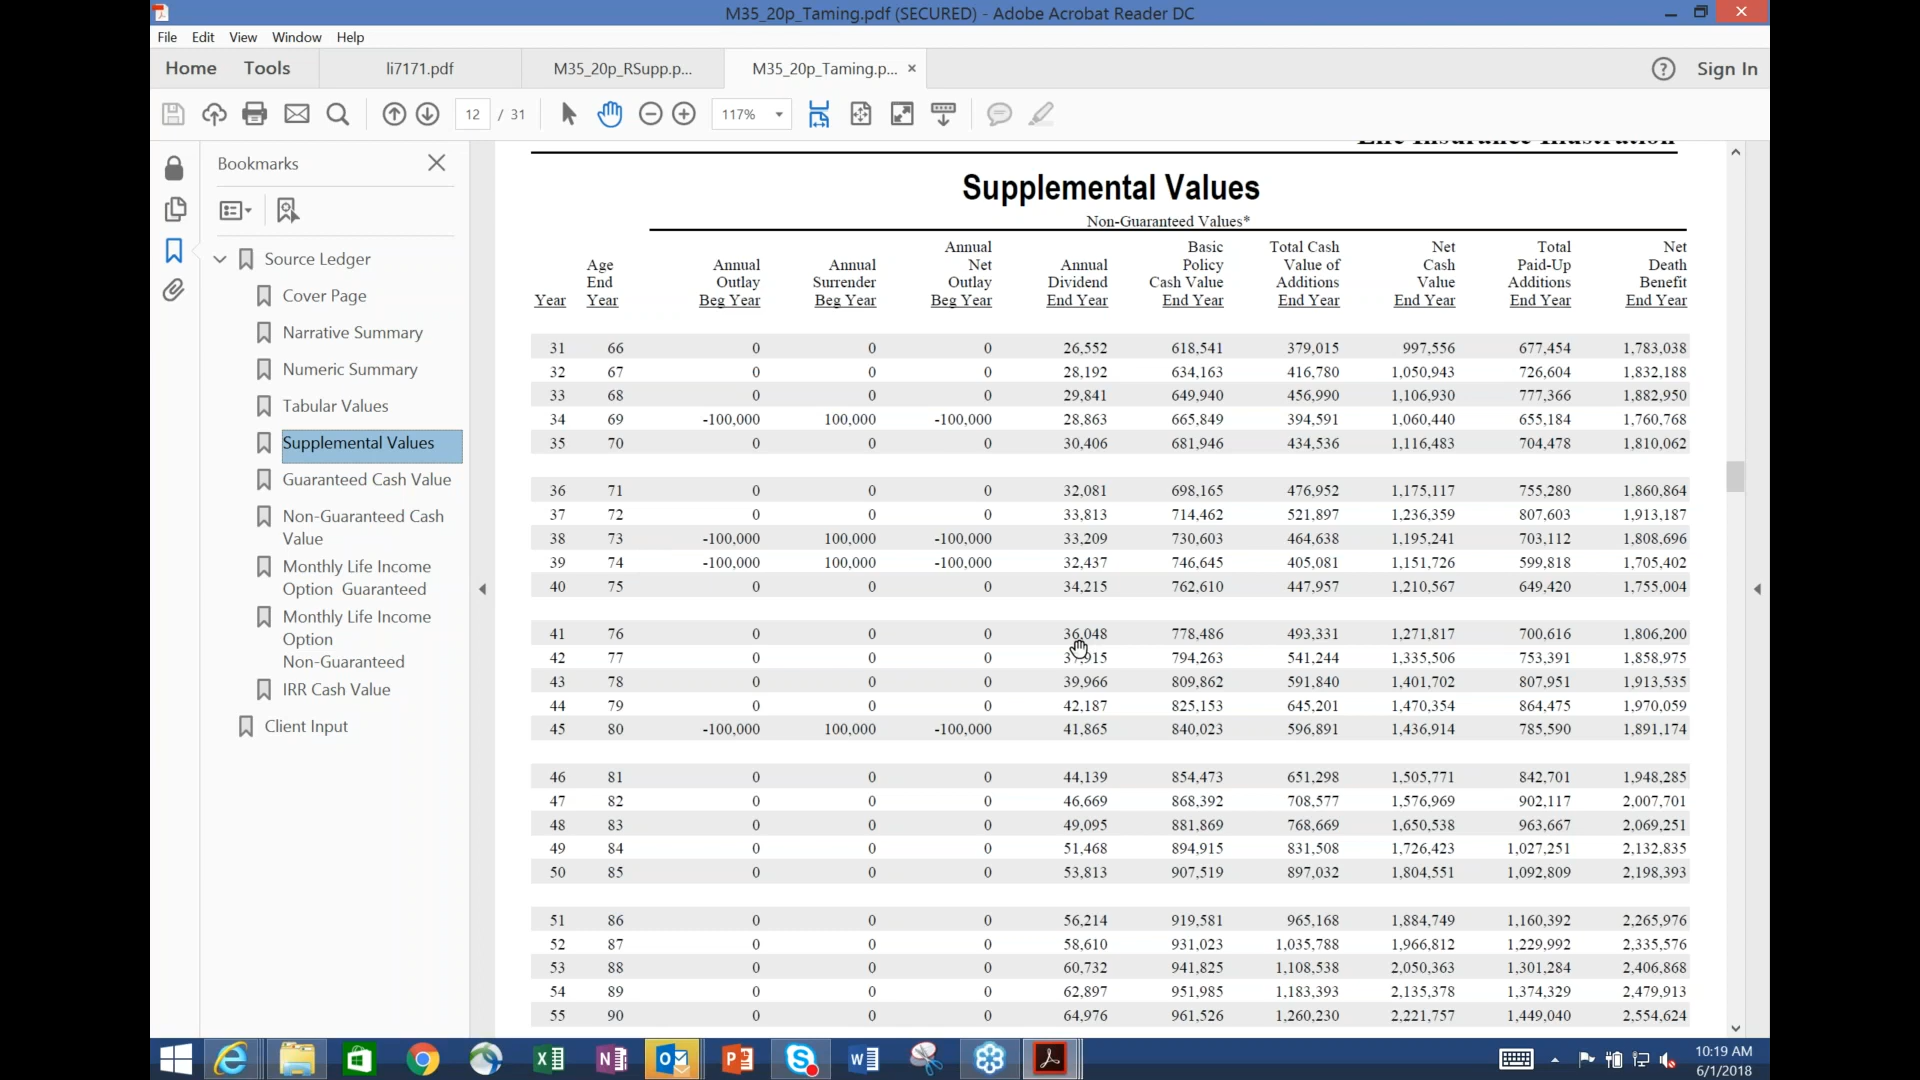 M35_20p_Taming.pdf (SECURED) - Adobe Acrobat Reader DC
File Edit View Window Help
Home Tools li7171.pdf M35_20p_RSupp.p... M35_20p_Taming.p... × ? Sign In
12 / 31 117%
Bookmarks
Source Ledger
Cover Page
Narrative Summary
Numeric Summary
Tabular Values
Supplemental Values
Guaranteed Cash Value
Non-Guaranteed Cash
Value
Monthly Life Income
Option Guaranteed
Monthly Life Income
Option
Non-Guaranteed
IRR Cash Value
Client Input
Life Insurance Illustration
Supplemental Values
Non-Guaranteed Values*
Annual Basic Total Cash Net Total Net
Age Annual Annual Net Annual Policy Value of Cash Paid-Up Death
End Outlay Surrender Outlay Dividend Cash Value Additions Value Additions Benefit
Year Year Beg Year Beg Year Beg Year End Year End Year End Year End Year End Year End Year
31 66 0 0 0 26,552 618,541 379,015 997,556 677,454 1,783,038
32 67 0 0 0 28,192 634,163 416,780 1,050,943 726,604 1,832,188
33 68 0 0 0 29,841 649,940 456,990 1,106,930 777,366 1,882,950
34 69 -100,000 100,000 -100,000 28,863 665,849 394,591 1,060,440 655,184 1,760,768
35 70 0 0 0 30,406 681,946 434,536 1,116,483 704,478 1,810,062
36 71 0 0 0 32,081 698,165 476,952 1,175,117 755,280 1,860,864
37 72 0 0 0 33,813 714,462 521,897 1,236,359 807,603 1,913,187
38 73 -100,000 100,000 -100,000 33,209 730,603 464,638 1,195,241 703,112 1,808,696
39 74 -100,000 100,000 -100,000 32,437 746,645 405,081 1,151,726 599,818 1,705,402
40 75 0 0 0 34,215 762,610 447,957 1,210,567 649,420 1,755,004
41 76 0 0 0 36,048 778,486 493,331 1,271,817 700,616 1,806,200
42 77 0 0 0 37,915 794,263 541,244 1,335,506 753,391 1,858,975
43 78 0 0 0 39,966 809,862 591,840 1,401,702 807,951 1,913,535
44 79 0 0 0 42,187 825,153 645,201 1,470,354 864,475 1,970,059
45 80 -100,000 100,000 -100,000 41,865 840,023 596,891 1,436,914 785,590 1,891,174
46 81 0 0 0 44,139 854,473 651,298 1,505,771 842,701 1,948,285
47 82 0 0 0 46,669 868,392 708,577 1,576,969 902,117 2,007,701
48 83 0 0 0 49,095 881,869 768,669 1,650,538 963,667 2,069,251
49 84 0 0 0 51,468 894,915 831,508 1,726,423 1,027,251 2,132,835
50 85 0 0 0 53,813 907,519 897,032 1,804,551 1,092,809 2,198,393
51 86 0 0 0 56,214 919,581 965,168 1,884,749 1,160,392 2,265,976
52 87 0 0 0 58,610 931,023 1,035,788 1,966,812 1,229,992 2,335,576
53 88 0 0 0 60,732 941,825 1,108,538 2,050,363 1,301,284 2,406,868
54 89 0 0 0 62,897 951,985 1,183,393 2,135,378 1,374,329 2,479,913
55 90 0 0 0 64,976 961,526 1,260,230 2,221,757 1,449,040 2,554,624
10:19 AM
6/1/2018